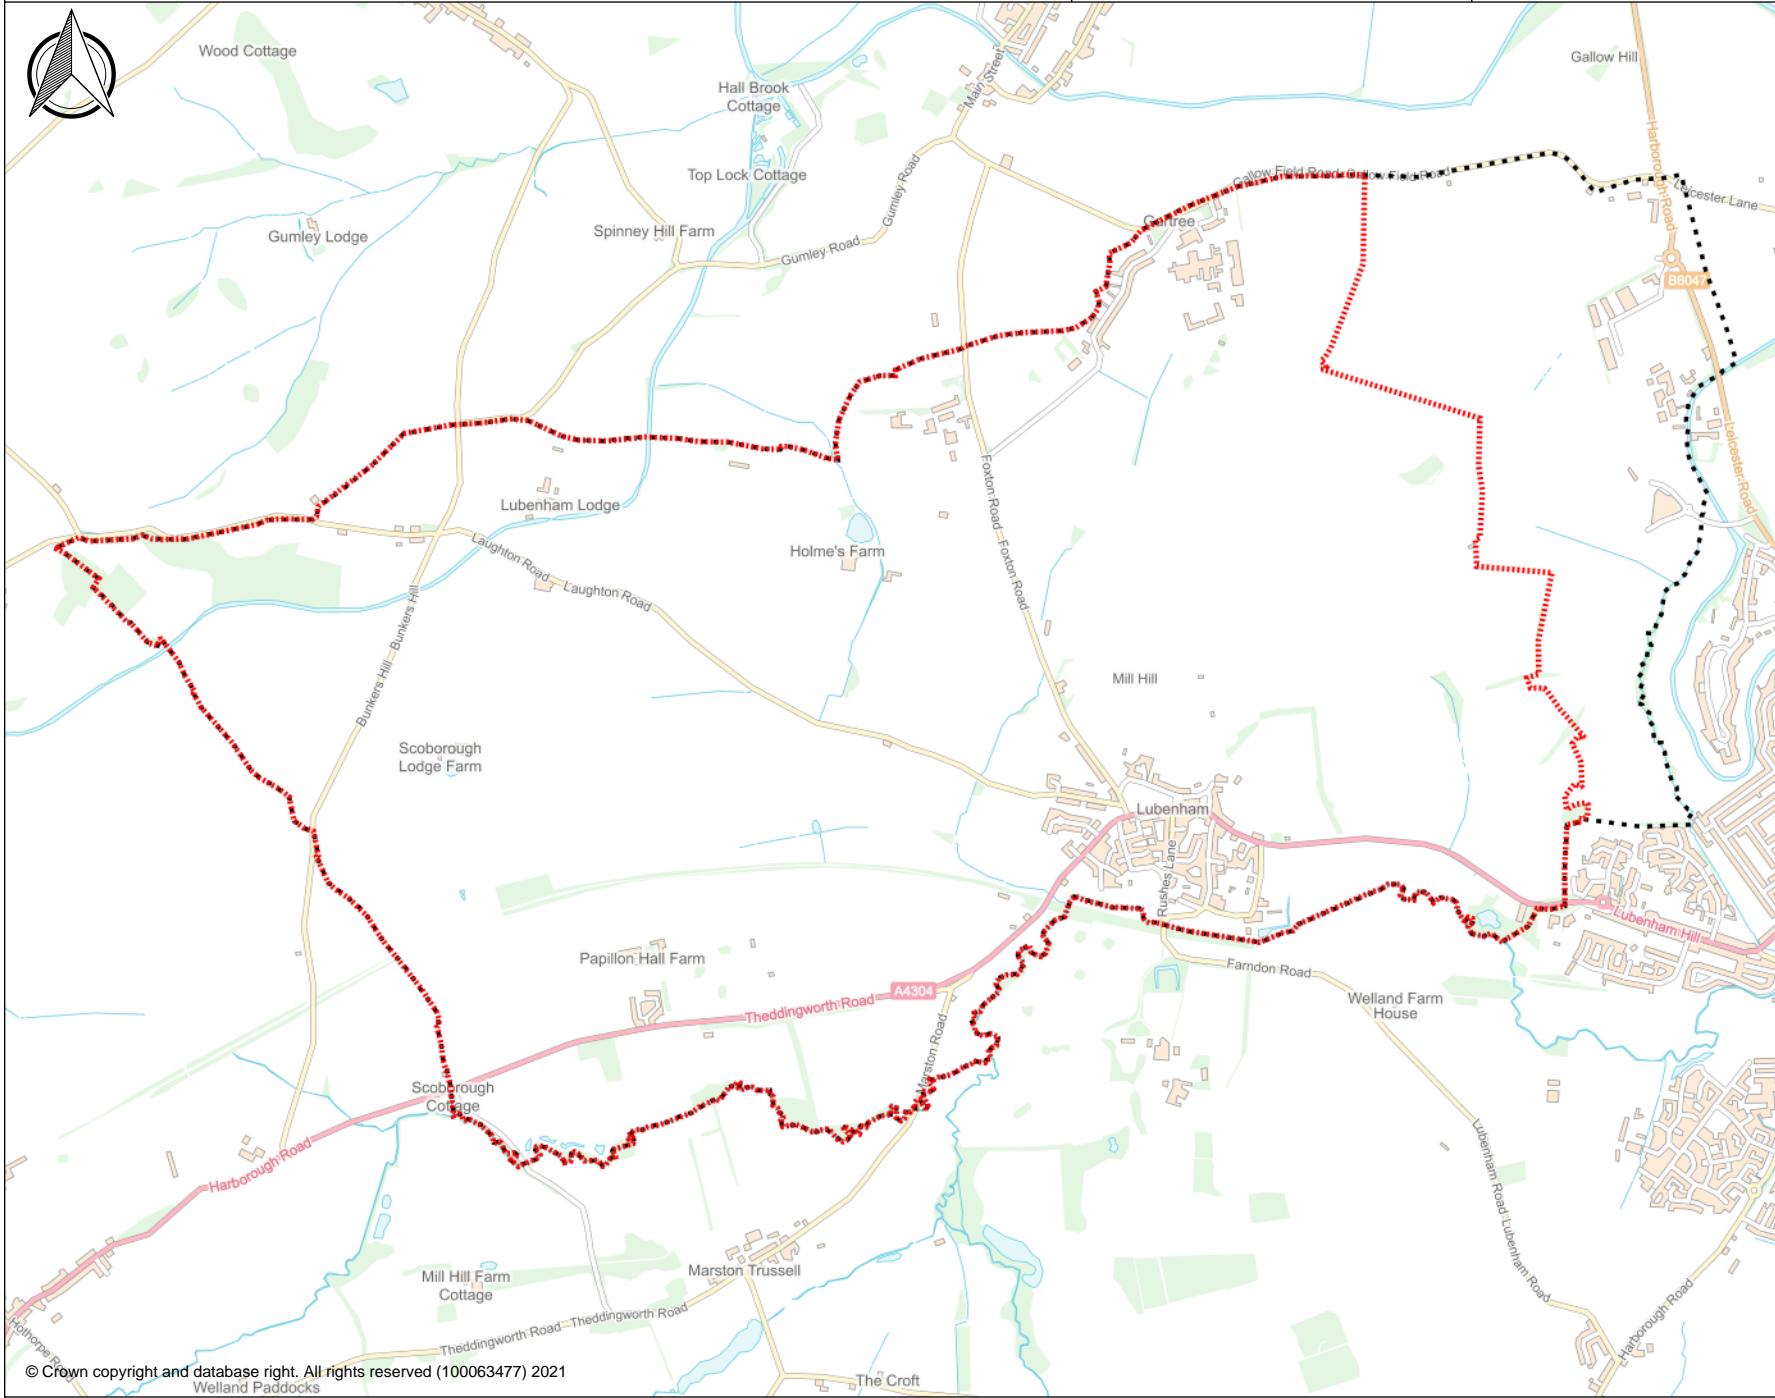 Wood Cottage
Gallow Hill
Main Street
Hall Brook
Cottage
Top Lock Cottage
Gumley Road
Harborough Road
Gallow Field Road Gallow Field Road
Leicester Lane
Gartree
Gumley Lodge
Spinney Hill Farm
Gumley Road
B6047
Leicester Road
Foxton Road
Foxton Road
Lubenham Lodge
Holme's Farm
Laughton Road
Laughton Road
Bunkers Hill
Bunkers Hill
Mill Hill
Scoborough
Lodge Farm
Lubenham
Rushes Lane
Lubenham Hill
Papillon Hall Farm
Farndon Road
A4304
Theddingworth Road
Welland Farm
House
Marston Road
Scoborough
Cottage
Harborough Road
Lubenham Road
Lubenham Road
Marston Trussell
Mill Hill Farm
Cottage
Theddingworth Road
Theddingworth Road
Harborough Road
Hothorpe Road
© Crown copyright and database right. All rights reserved (100063477) 2021
The Croft
Welland Paddocks